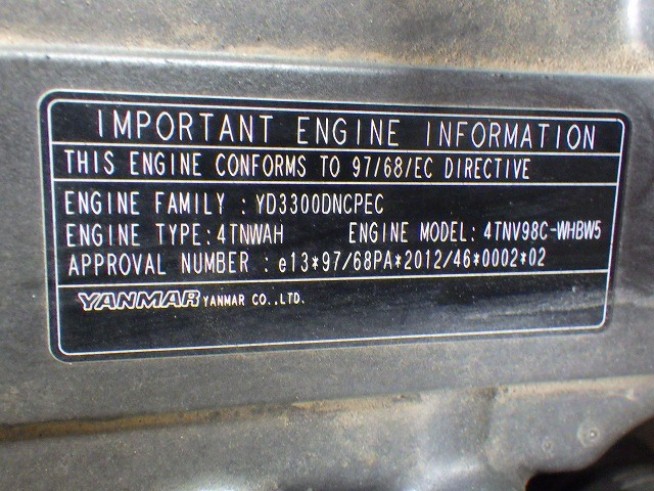 IMPORTANT ENGINE INFORMATION
THIS ENGINE CONFORMS TO 97/68/EC DIRECTIVE
ENGINE FAMILY : YD3300DNCPEC
ENGINE TYPE:4TNWAH ENGINE MODEL: 4TNV98C-WHBW5
APPROVAL NUMBER : e13*97/68PA*2012/46*0002*02
YANMAR YANMAR CO.,LTD.